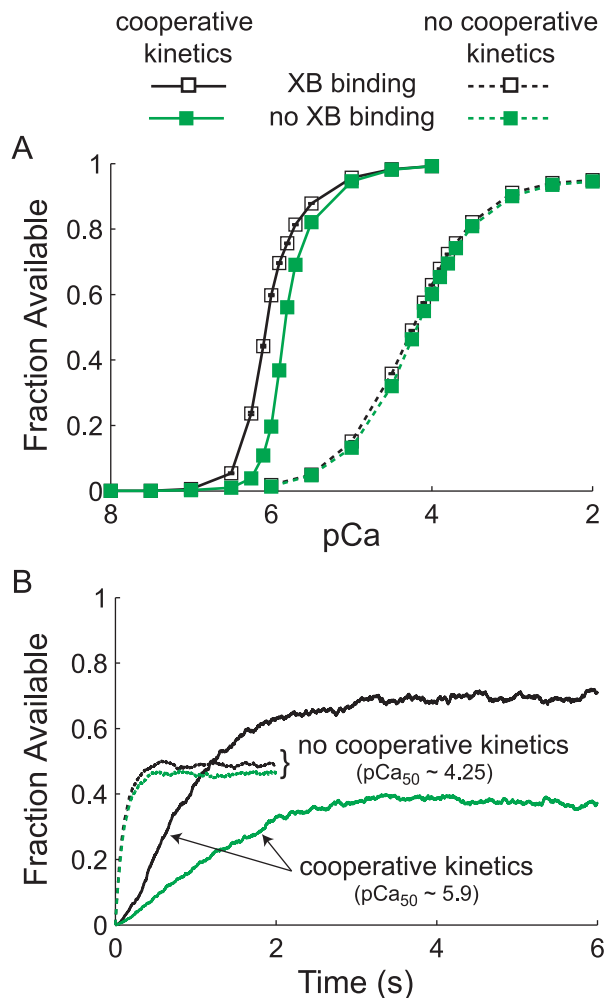 cooperative kinetics
no cooperative kinetics
XB binding
no XB binding
A
1
0.8
0.6
0.4
0.2
0
Fraction Available
8
6
4
2
pCa
B
1
0.8
0.6
0.4
0.2
0
Fraction Available
no cooperative kinetics
(pCa50 ~ 4.25)
cooperative kinetics
(pCa50 ~ 5.9)
0
2
4
6
Time (s)